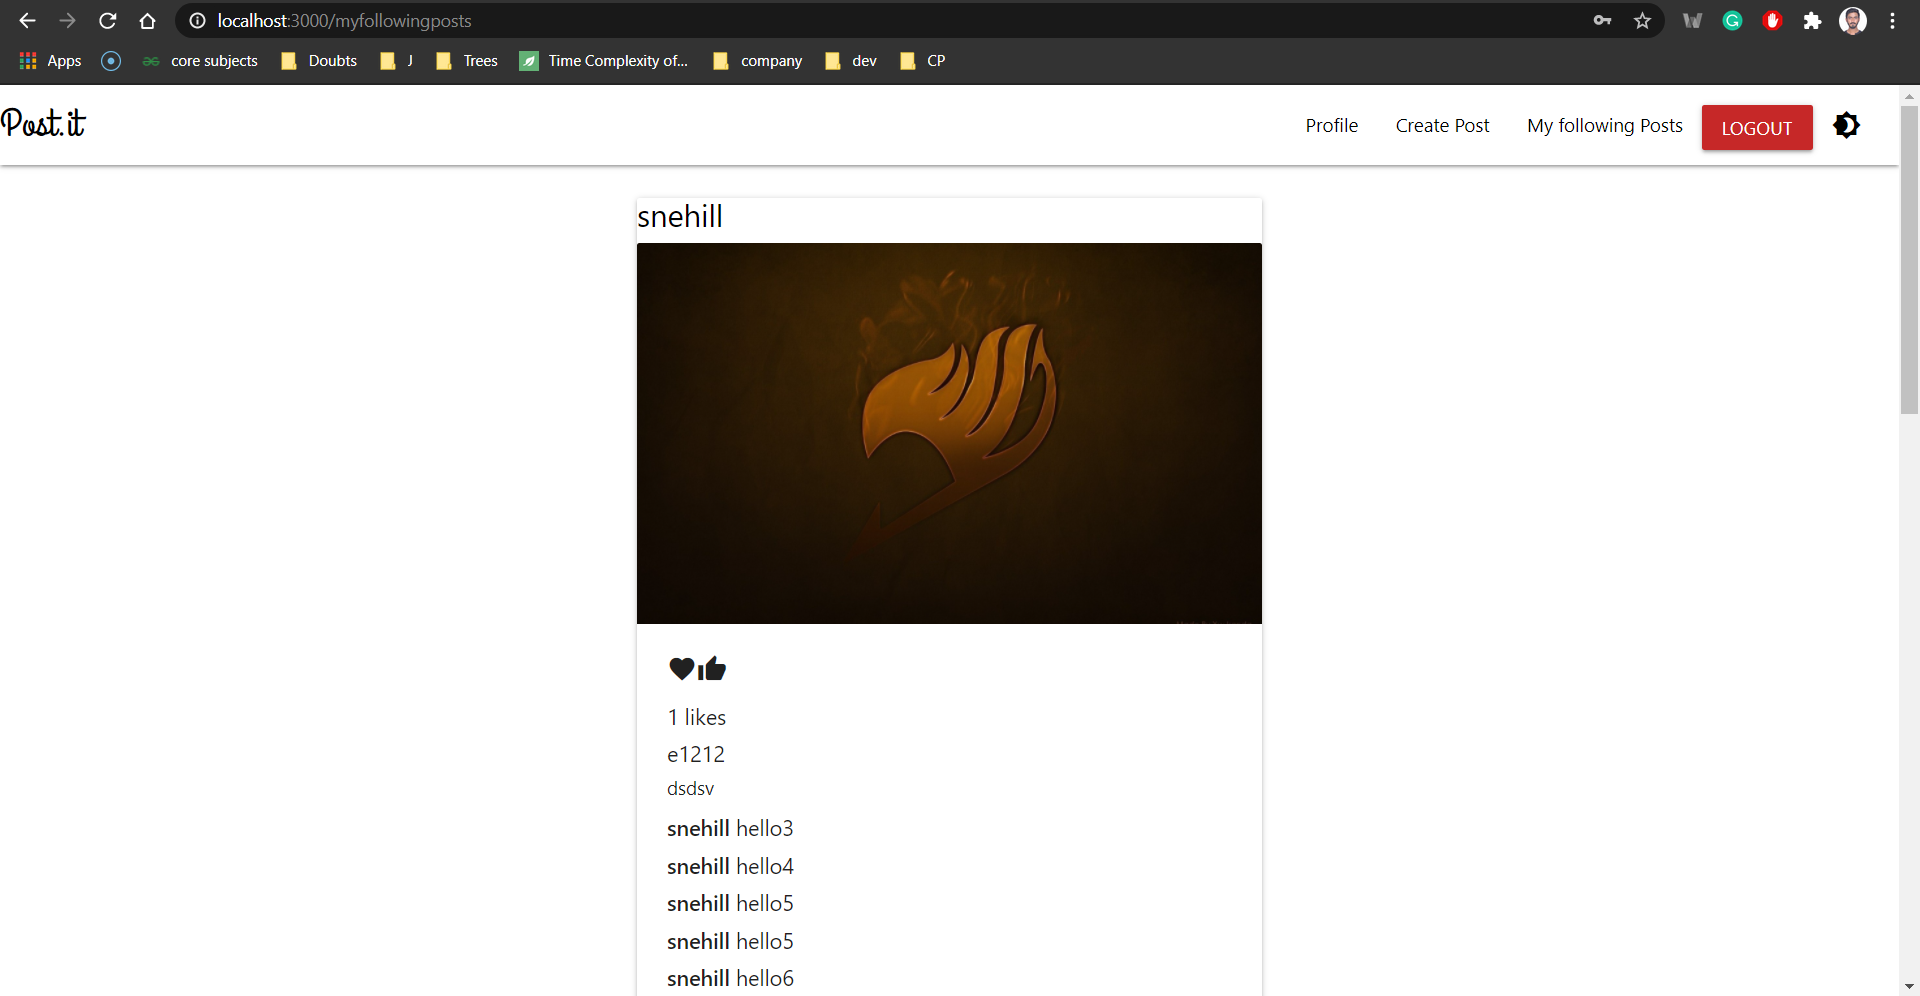 localhost:3000/myfollowingposts
Apps core subjects Doubts J Trees Time Complexity of... company dev CP
Post.it Profile Create Post My following Posts LOGOUT
snehill
1 likes
e1212
dsdsv
snehill hello3
snehill hello4
snehill hello5
snehill hello5
snehill hello6